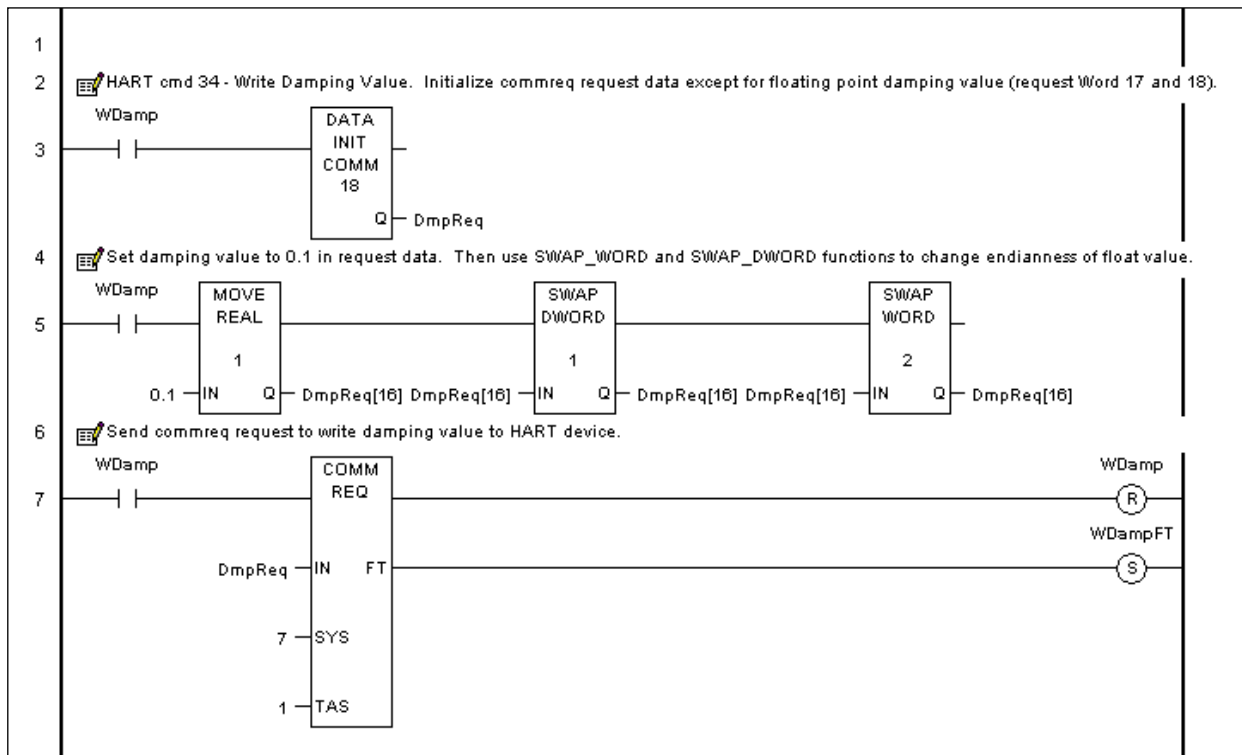 1
2 HART cmd 34 - Write Damping Value. Initialize commreq request data except for floating point damping value (request Word 17 and 18).
WDamp
3
DATA
INIT
COMM
18
Q DmpReq
4 Set damping value to 0.1 in request data. Then use SWAP_WORD and SWAP_DWORD functions to change endianness of float value.
WDamp
5
MOVE
REAL
1
0.1 IN Q DmpReq[16]
SWAP
DWORD
1
DmpReq[16] IN Q DmpReq[16]
SWAP
WORD
2
DmpReq[16] IN Q DmpReq[16]
6 Send commreq request to write damping value to HART device.
WDamp
7
COMM
REQ
WDamp
R
WDampFT
DmpReq IN FT
S
7 SYS
1 TAS